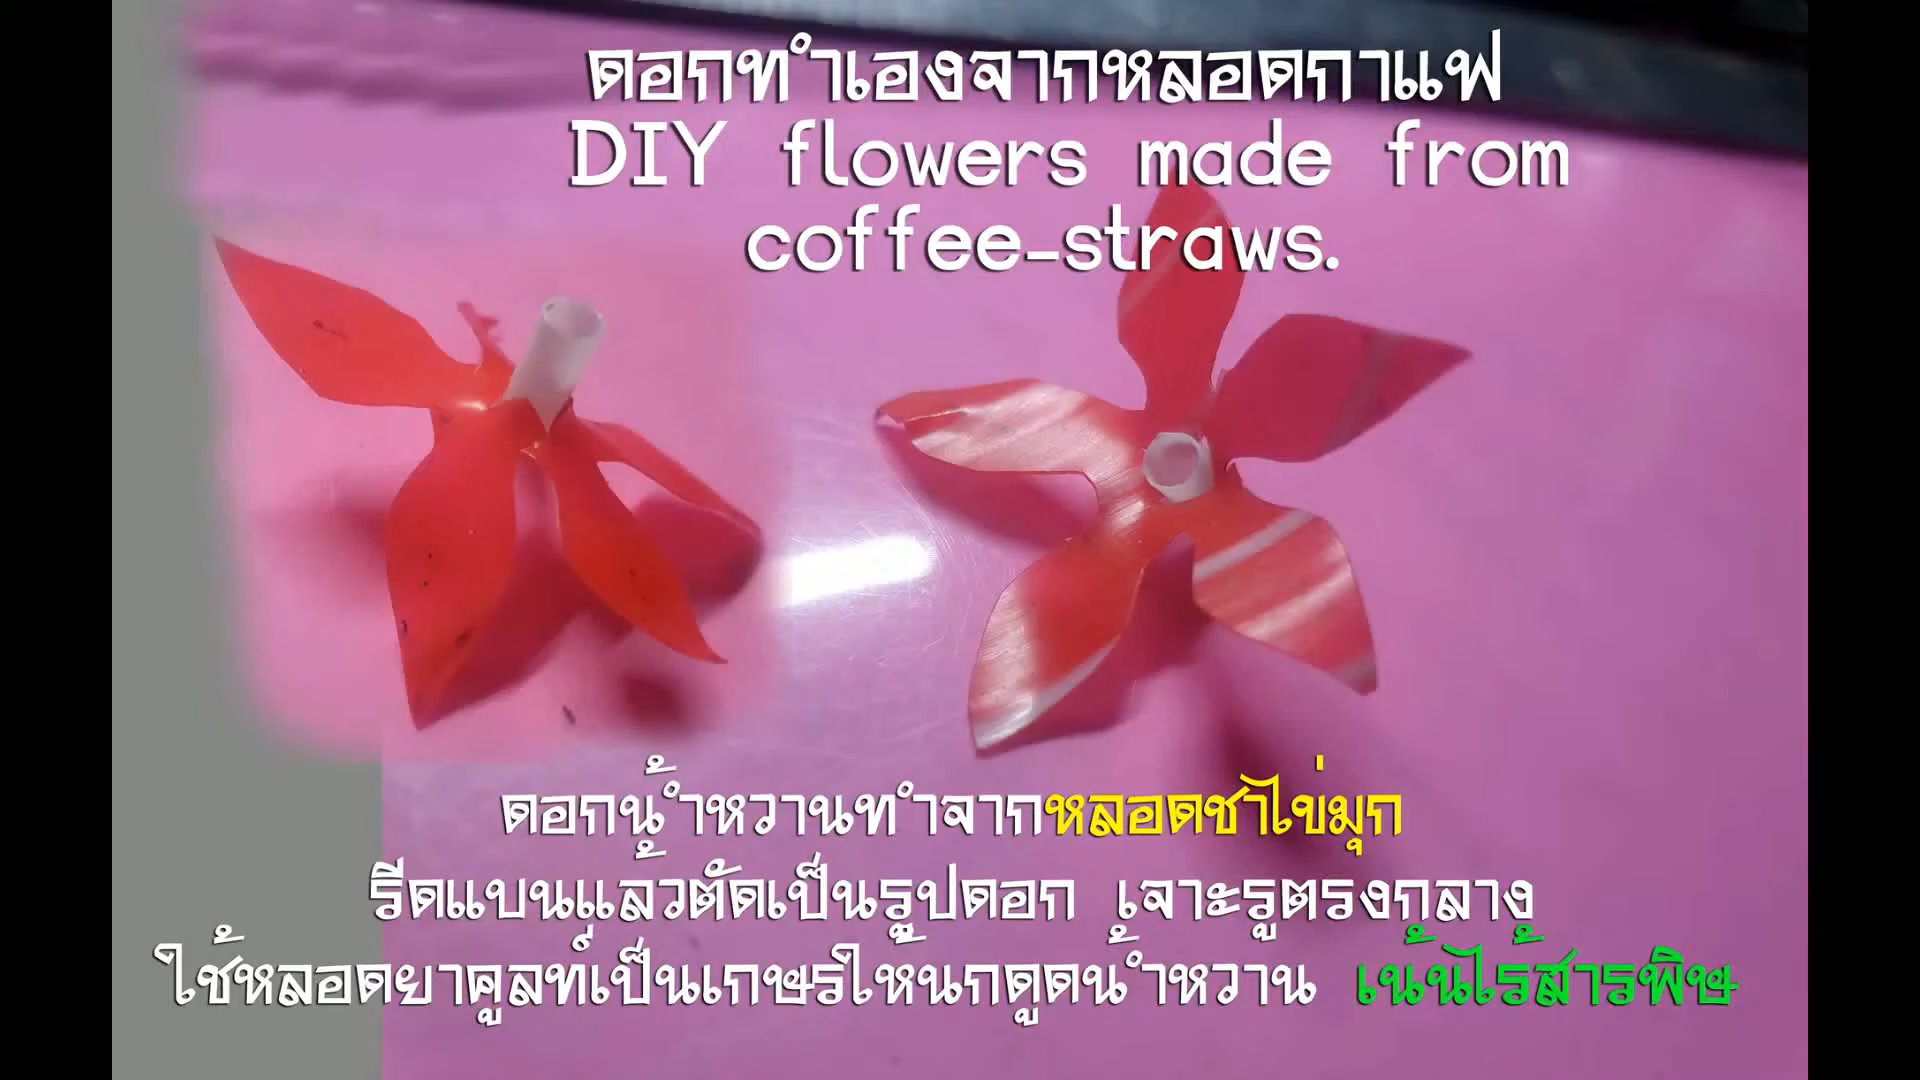 ดอกทำเองจากหลอดกาแฟ
DIY flowers made from
coffee-straws.
ดอกน้ำหวานทำจากหลอดชาไข่มุก
รีดแบนแล้วตัดเป็นรูปดอก เจาะรูตรงกลาง
ใช้หลอดยาคูลท์เป็นเกษรให้นกดูดน้ำหวาน เน้นไร้สารพิษ